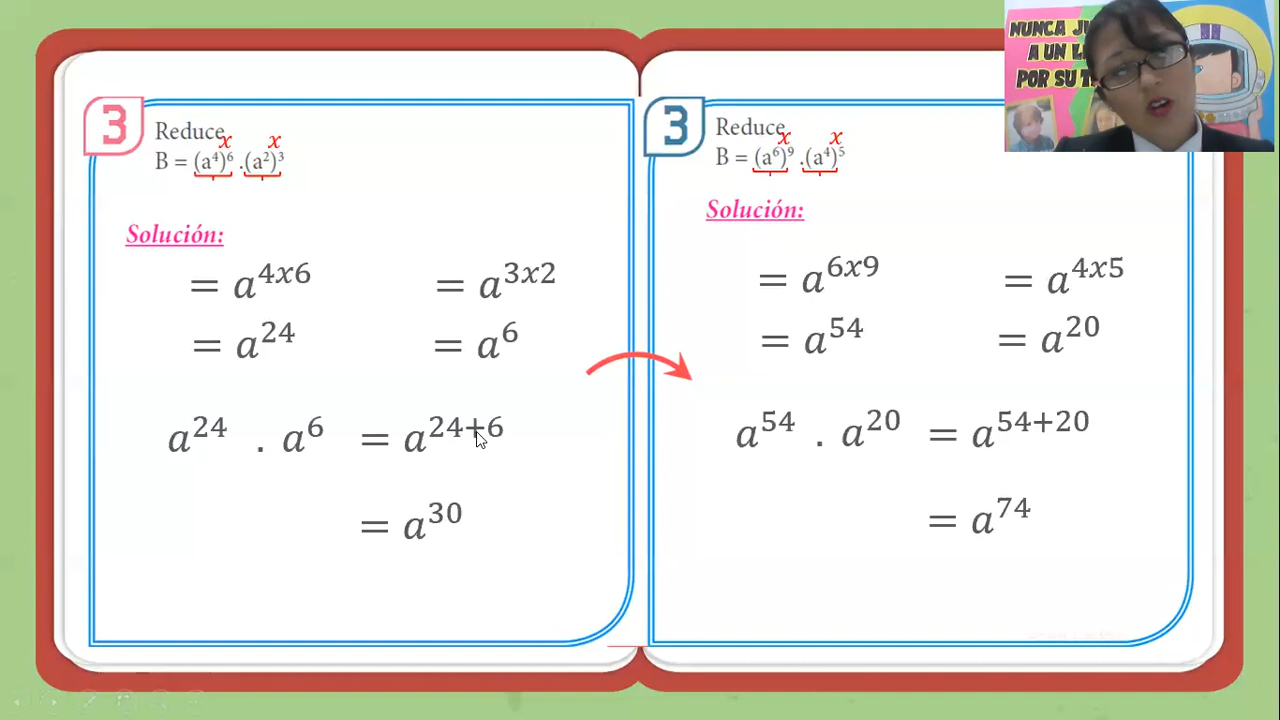 3
Reduce
x x
B = (a⁴)⁶ .(a²)³
Solución:
= a^{4x6} = a^{3x2}
= a^{24} = a^{6}
a^{24} . a^{6} = a^{24+6}
= a^{30}
3
Reduce
x x
B = (a⁶)⁹ .(a⁴)⁵
Solución:
= a^{6x9} = a^{4x5}
= a^{54} = a^{20}
a^{54} . a^{20} = a^{54+20}
= a^{74}
NUNCA
A UN
POR SU